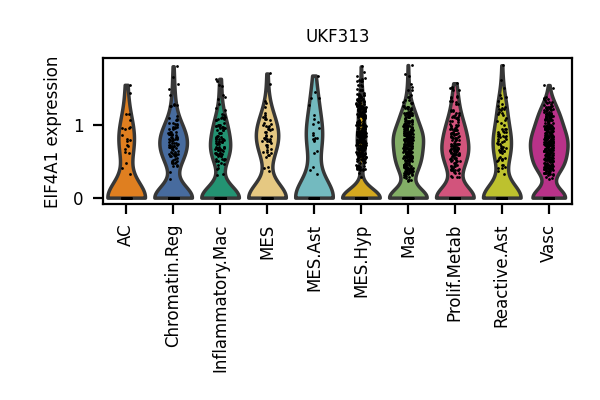 UKF313
EIF4A1 expression
1
0
AC
Chromatin.Reg
Inflammatory.Mac
MES
MES.Ast
MES.Hyp
Mac
Prolif.Metab
Reactive.Ast
Vasc